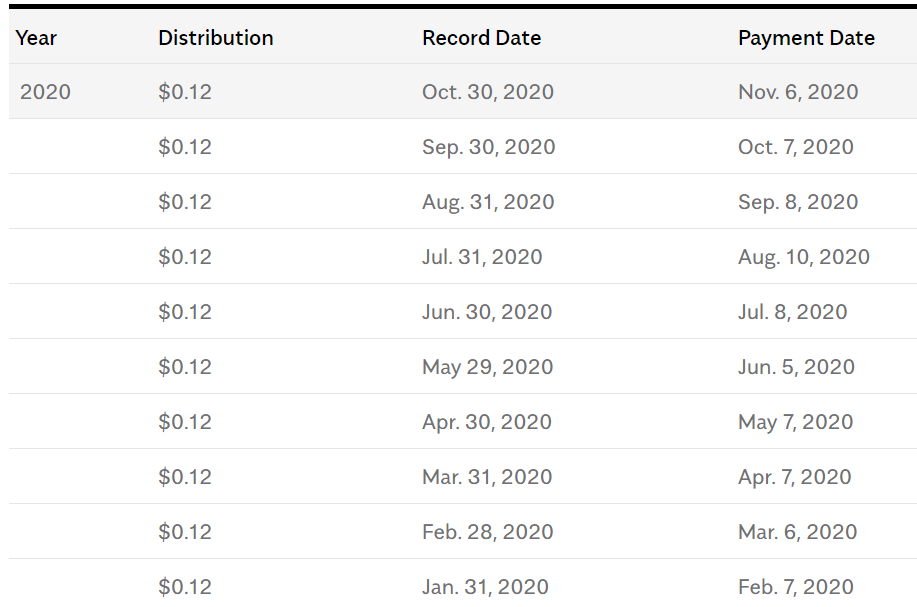 Year Distribution Record Date Payment Date
2020 $0.12 Oct. 30, 2020 Nov. 6, 2020
$0.12 Sep. 30, 2020 Oct. 7, 2020
$0.12 Aug. 31, 2020 Sep. 8, 2020
$0.12 Jul. 31, 2020 Aug. 10, 2020
$0.12 Jun. 30, 2020 Jul. 8, 2020
$0.12 May 29, 2020 Jun. 5, 2020
$0.12 Apr. 30, 2020 May 7, 2020
$0.12 Mar. 31, 2020 Apr. 7, 2020
$0.12 Feb. 28, 2020 Mar. 6, 2020
$0.12 Jan. 31, 2020 Feb. 7, 2020